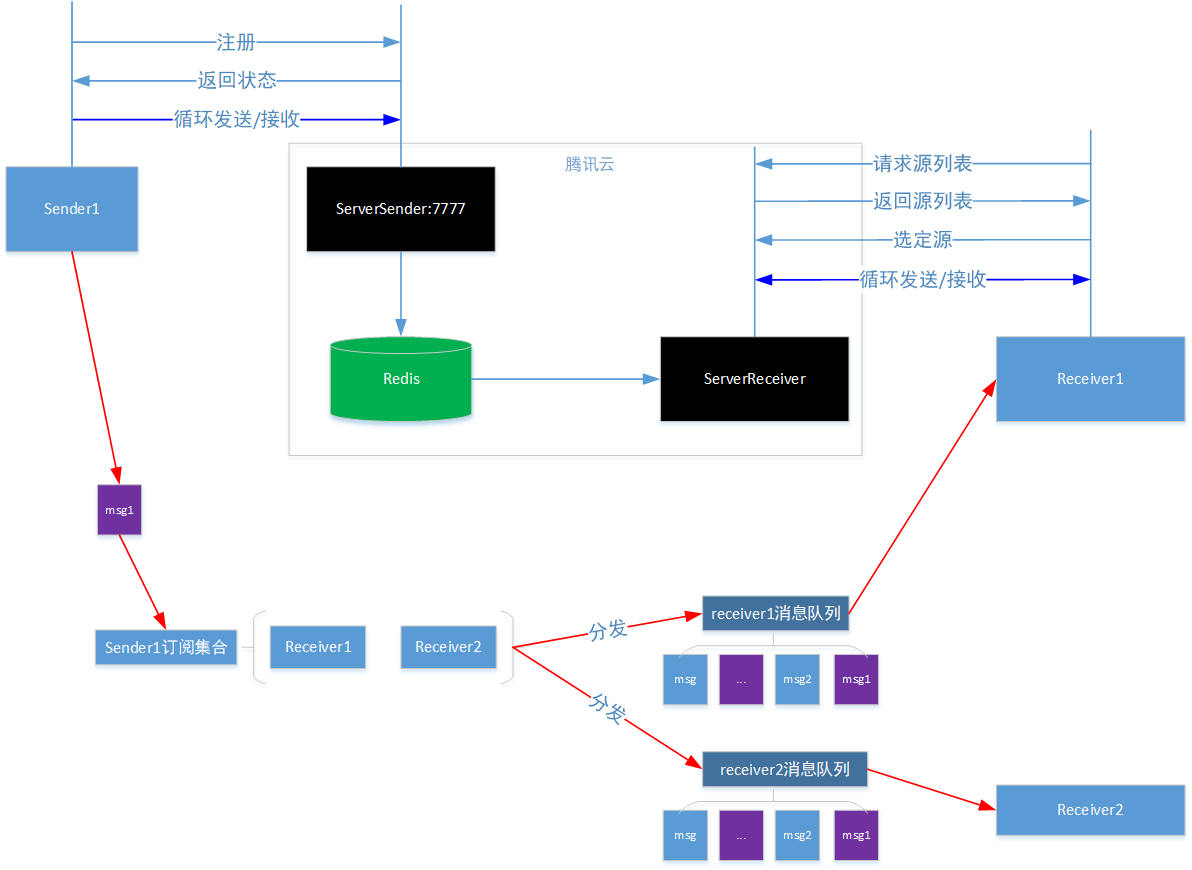 注册
返回状态
循环发送/接收
腾讯云
请求源列表
返回源列表
选定源
循环发送/接收
Sender1
ServerSender:7777
Redis
ServerReceiver
Receiver1
msg1
Sender1订阅集合
Receiver1
Receiver2
分发
分发
receiver1消息队列
msg
...
msg2
msg1
receiver2消息队列
msg
...
msg2
msg1
Receiver2